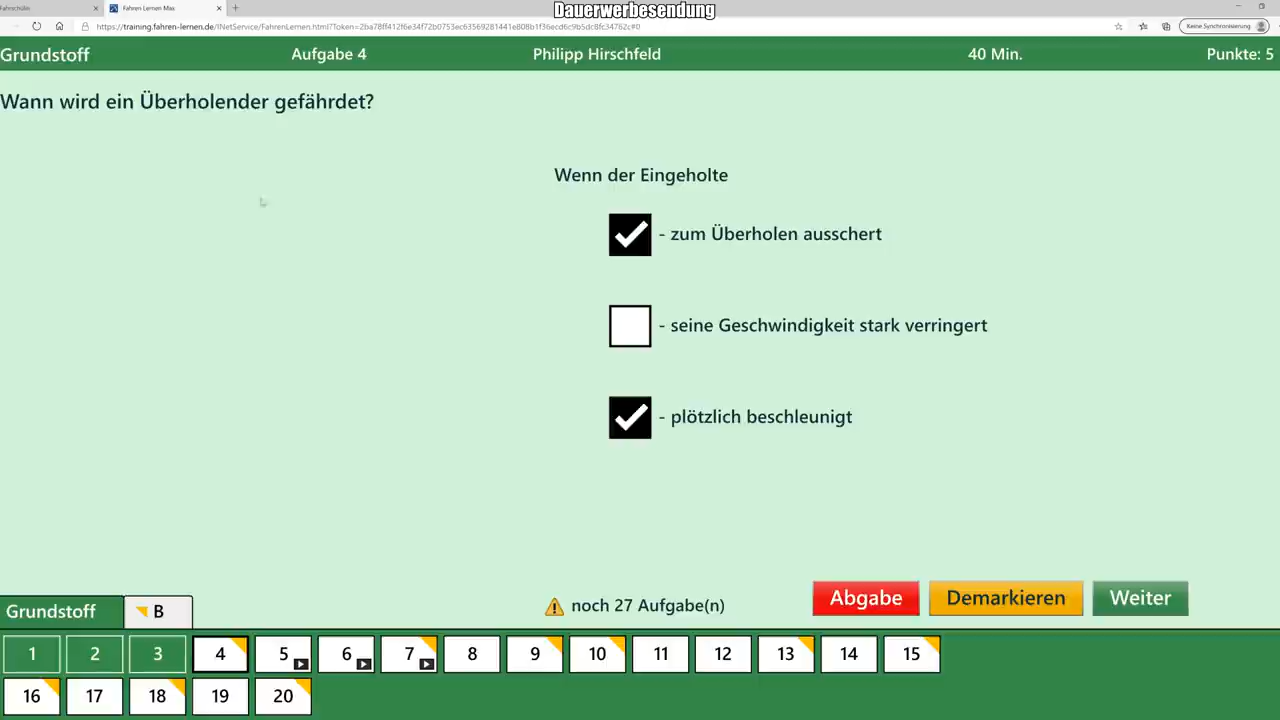 Dauerwerbesendung
Fahrschüler
Fahren Lernen Max
https://training.fahren-lernen.de/INetService/FahrenLernen.html?Token=2ba78ff412f6e34f72b0753ec63569281441e808b1f36ecd6c9b5dc8fc34762c#0
Keine Synchronisierung
Grundstoff Aufgabe 4 Philipp Hirschfeld 40 Min. Punkte: 5
Wann wird ein Überholender gefährdet?
Wenn der Eingeholte
- zum Überholen ausschert
- seine Geschwindigkeit stark verringert
- plötzlich beschleunigt
Grundstoff B noch 27 Aufgabe(n) Abgabe Demarkieren Weiter
1 2 3 4 5 6 7 8 9 10 11 12 13 14 15
16 17 18 19 20